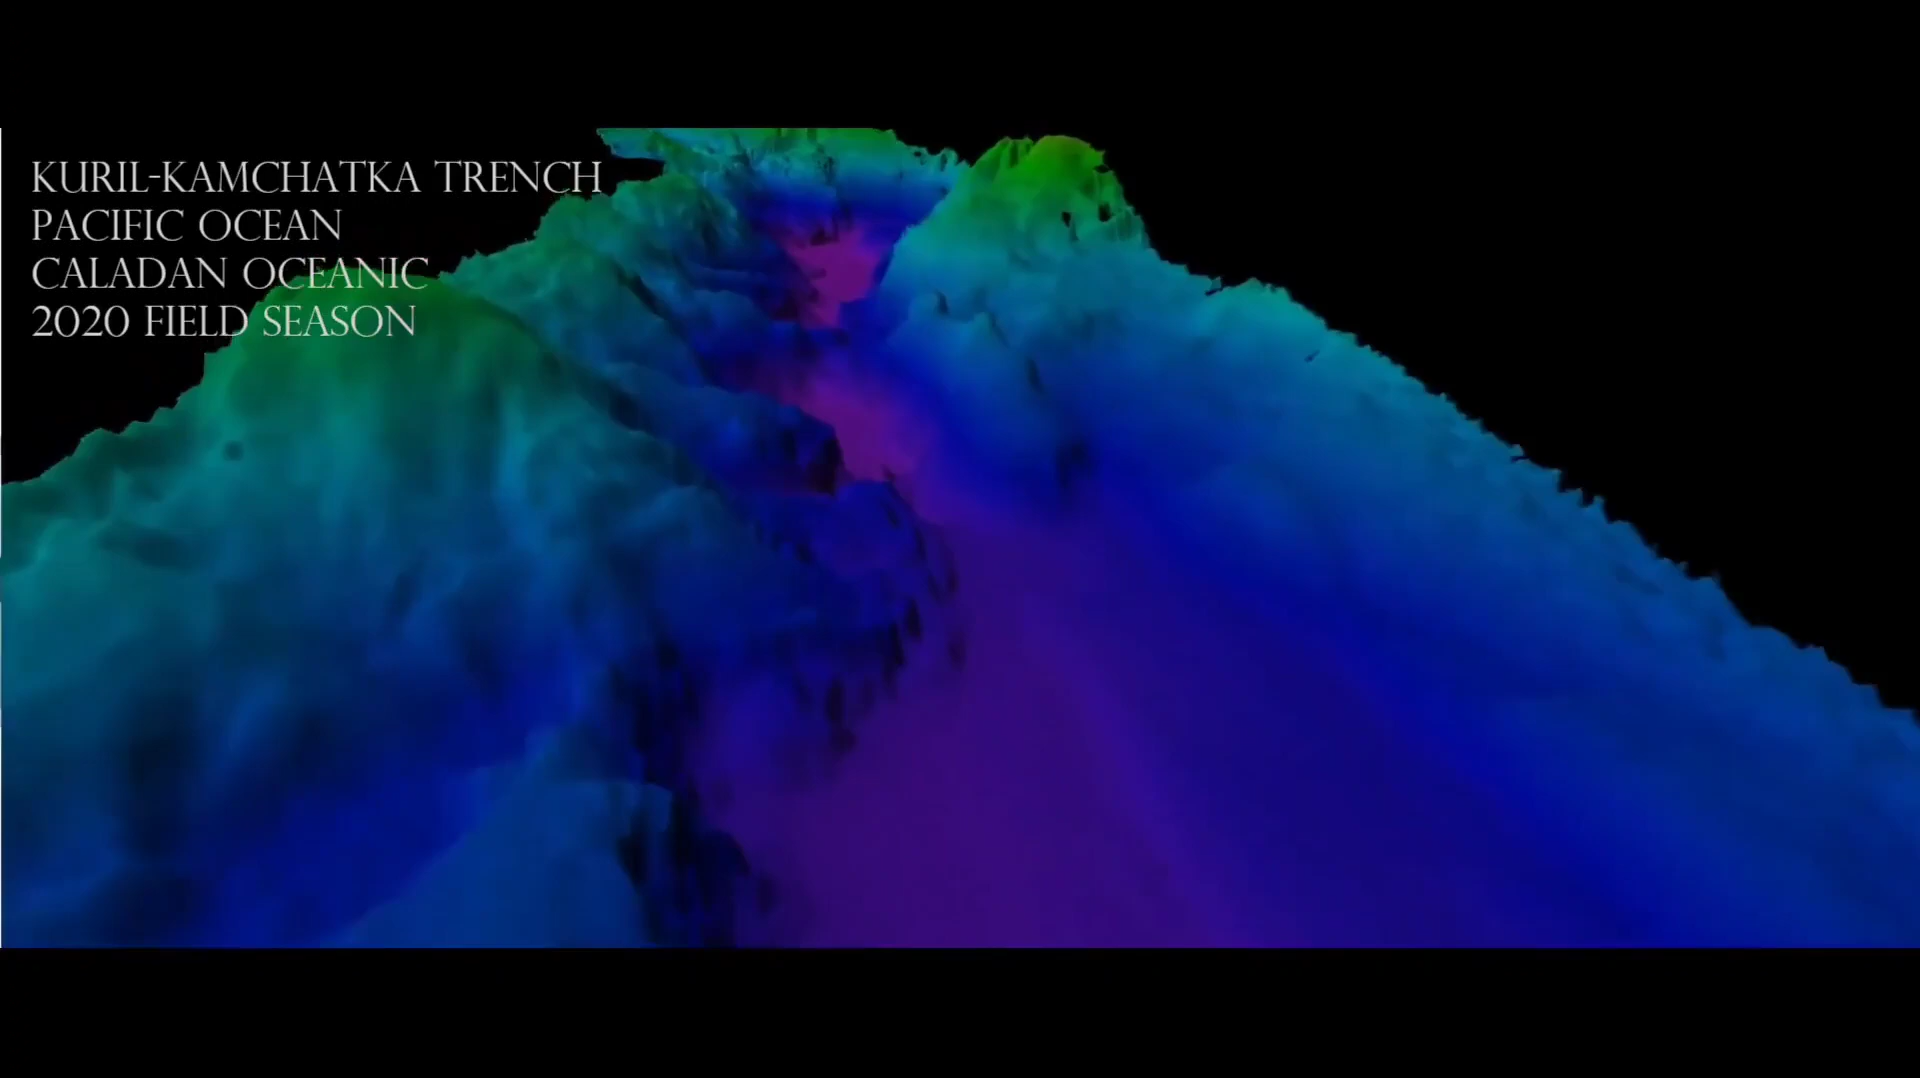 KURIL-KAMCHATKA TRENCH
PACIFIC OCEAN
CALADAN OCEANIC
2020 FIELD SEASON